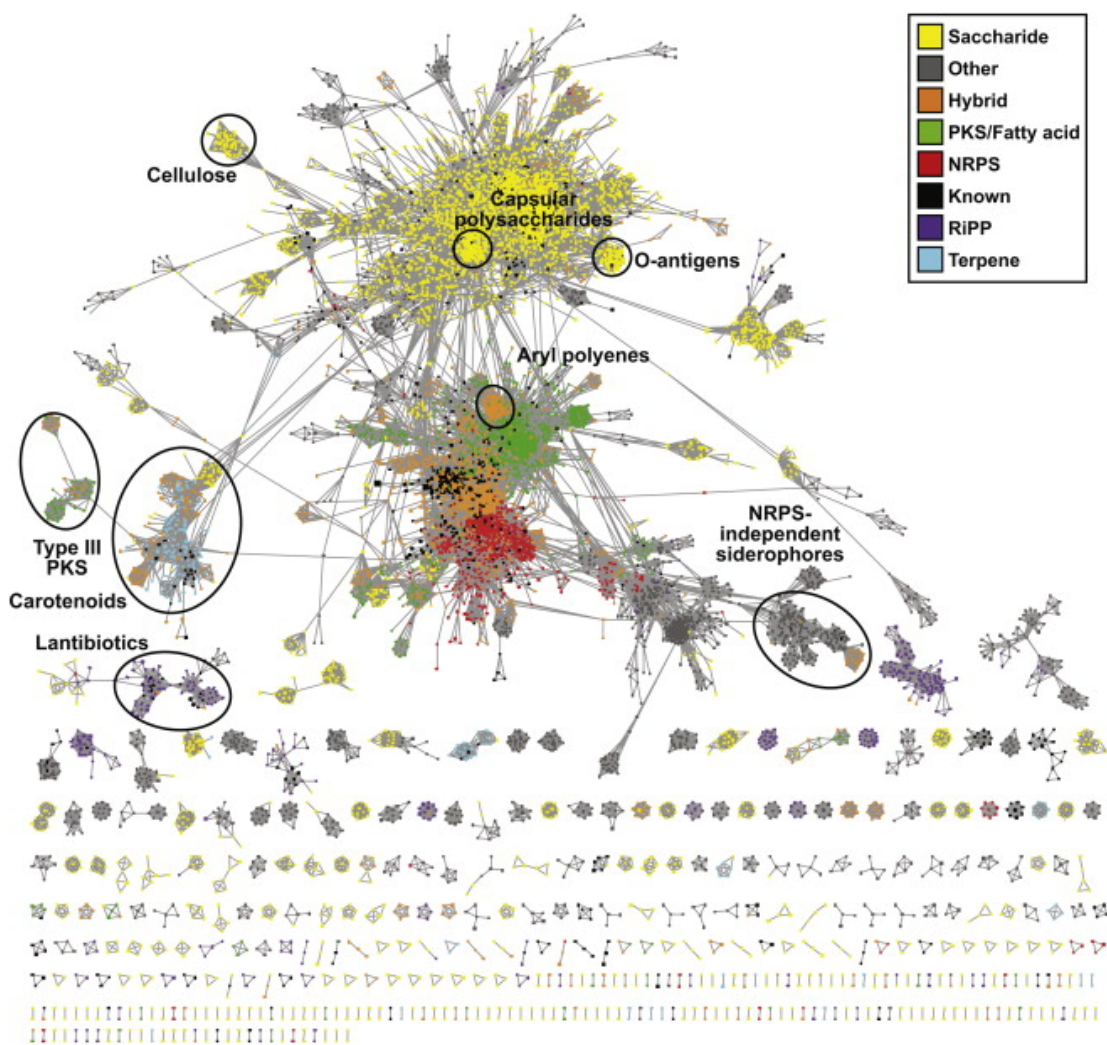 Saccharide
Other
Hybrid
PKS/Fatty acid
NRPS
Known
RiPP
Terpene
Cellulose
Capsular
polysaccharides
O-antigens
Aryl polyenes
Type III
PKS
Carotenoids
NRPS-
independent
siderophores
Lantibiotics